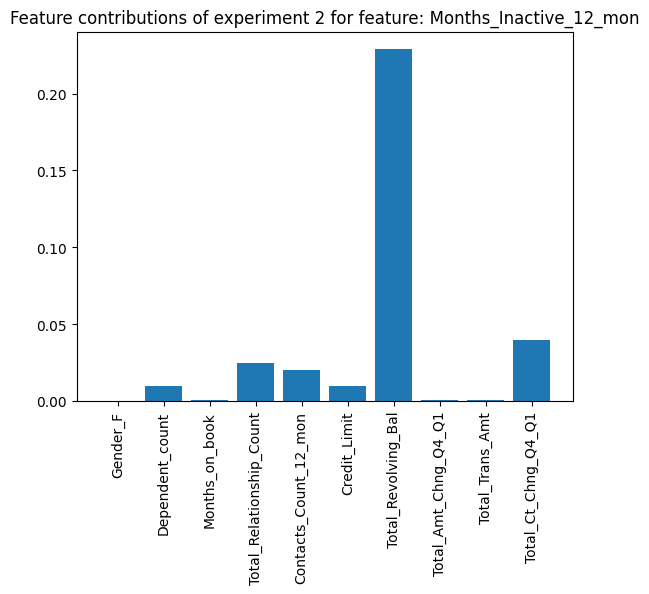 Feature contributions of experiment 2 for feature: Months_Inactive_12_mon
0.20
0.15
0.10
0.05
0.00
Gender_F
Dependent_count
Months_on_book
Total_Relationship_Count
Contacts_Count_12_mon
Credit_Limit
Total_Revolving_Bal
Total_Amt_Chng_Q4_Q1
Total_Trans_Amt
Total_Ct_Chng_Q4_Q1